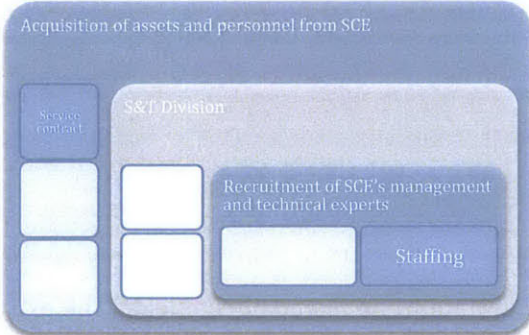 Acquisition of assets and personnel from SCE
Service
contract
S&T Division
Recruitment of SCE's management
and technical experts
Staffing